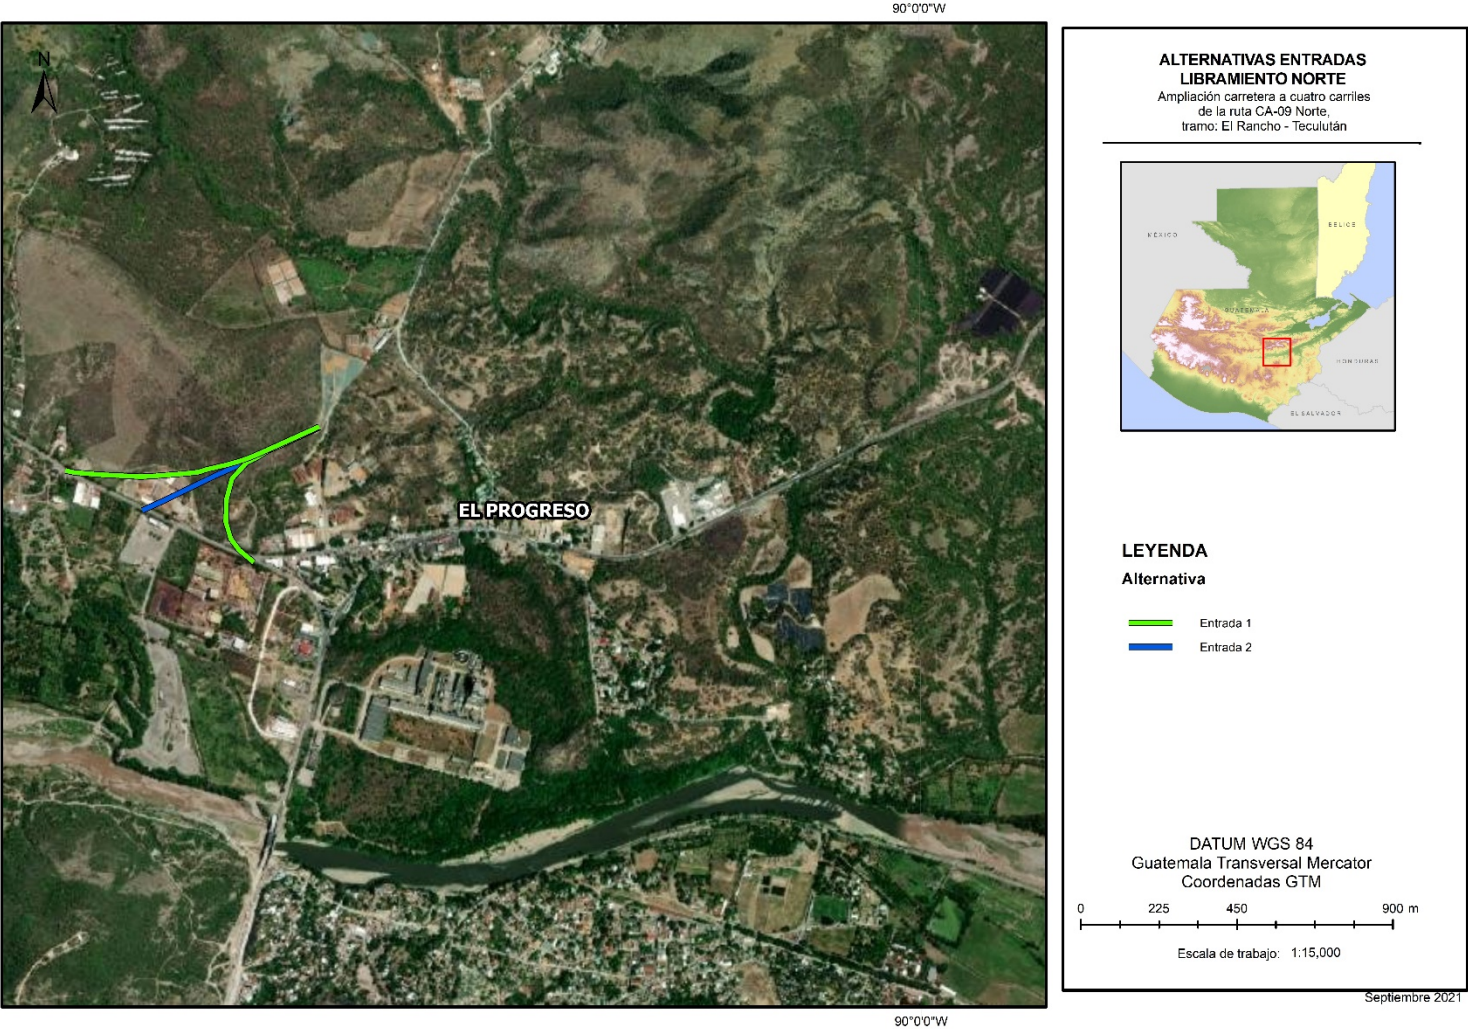 90°0'0"W
N
EL PROGRESO
90°0'0"W
ALTERNATIVAS ENTRADAS
LIBRAMIENTO NORTE
Ampliación carretera a cuatro carriles
de la ruta CA-09 Norte,
tramo: El Rancho - Teculután
MÉXICO
BELICE
GUATEMALA
HONDURAS
EL SALVADOR
LEYENDA
Alternativa
Entrada 1
Entrada 2
DATUM WGS 84
Guatemala Transversal Mercator
Coordenadas GTM
0 225 450 900 m
Escala de trabajo: 1:15,000
Septiembre 2021